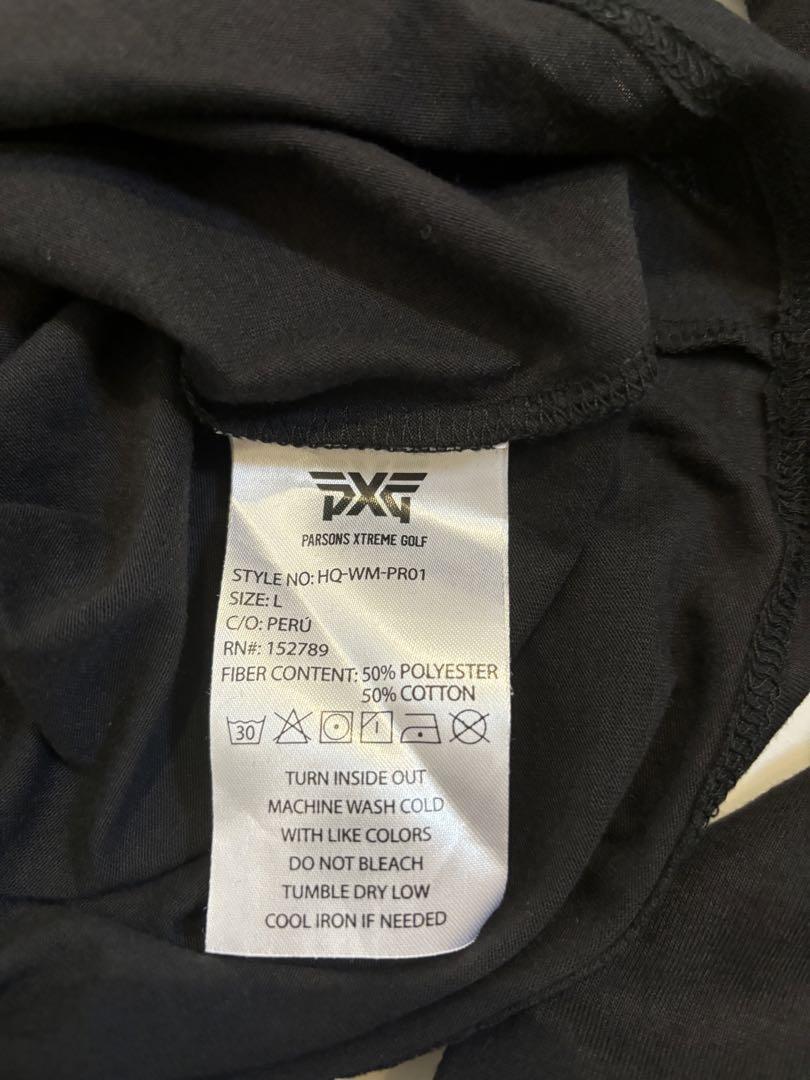 PXG
PARSONS XTREME GOLF
STYLE NO: HQ-WM-PR01
SIZE: L
C/O: PERÚ
RN#: 152789
FIBER CONTENT: 50% POLYESTER
50% COTTON
30
TURN INSIDE OUT
MACHINE WASH COLD
WITH LIKE COLORS
DO NOT BLEACH
TUMBLE DRY LOW
COOL IRON IF NEEDED